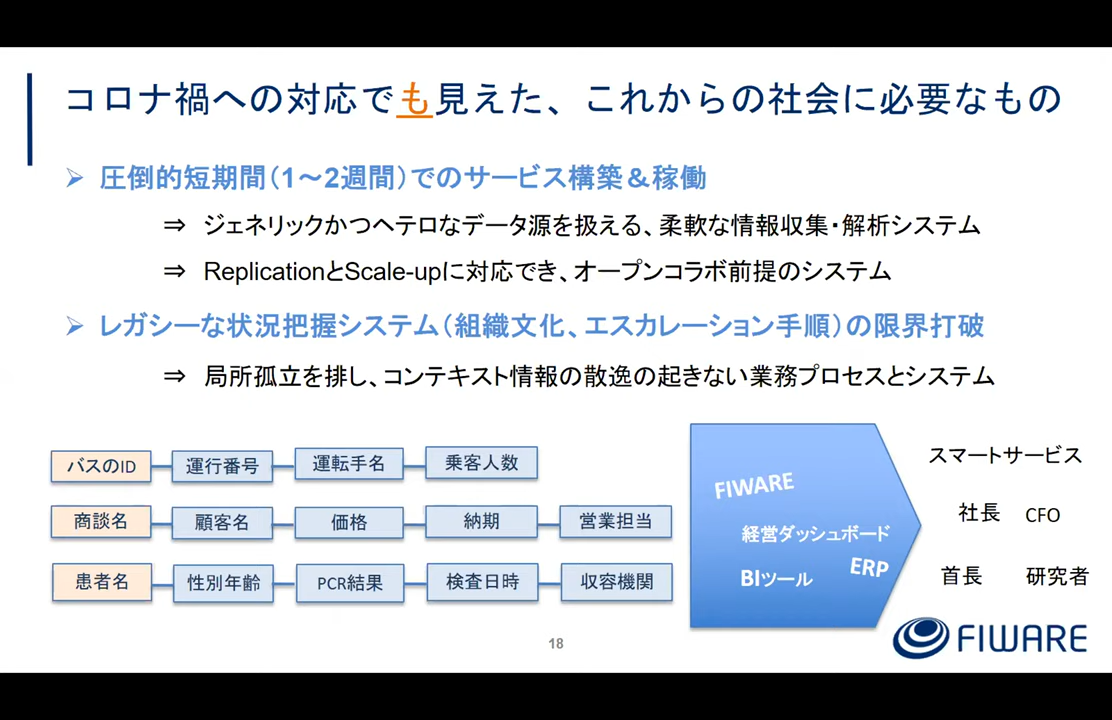 コロナ禍への対応でも見えた、これからの社会に必要なもの
➢ 圧倒的短期間（1～2週間）でのサービス構築＆稼働
⇒ ジェネリックかつヘテロなデータ源を扱える、柔軟な情報収集・解析システム
⇒ ReplicationとScale-upに対応でき、オープンコラボ前提のシステム
➢ レガシーな状況把握システム（組織文化、エスカレーション手順）の限界打破
⇒ 局所孤立を排し、コンテキスト情報の散逸の起きない業務プロセスとシステム
バスのID 運行番号 運転手名 乗客人数
商談名 顧客名 価格 納期 営業担当
患者名 性別年齢 PCR結果 検査日時 収容機関
FIWARE
経営ダッシュボード
BIツール ERP
スマートサービス
社長 CFO
首長 研究者
18
FIWARE